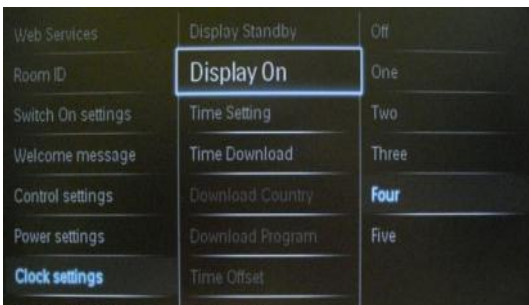 Web Services
Room ID
Switch On settings
Welcome message
Control settings
Power settings
Clock settings
Display Standby
Display On
Time Setting
Time Download
Download Country
Download Program
Time Offset
Off
One
Two
Three
Four
Five